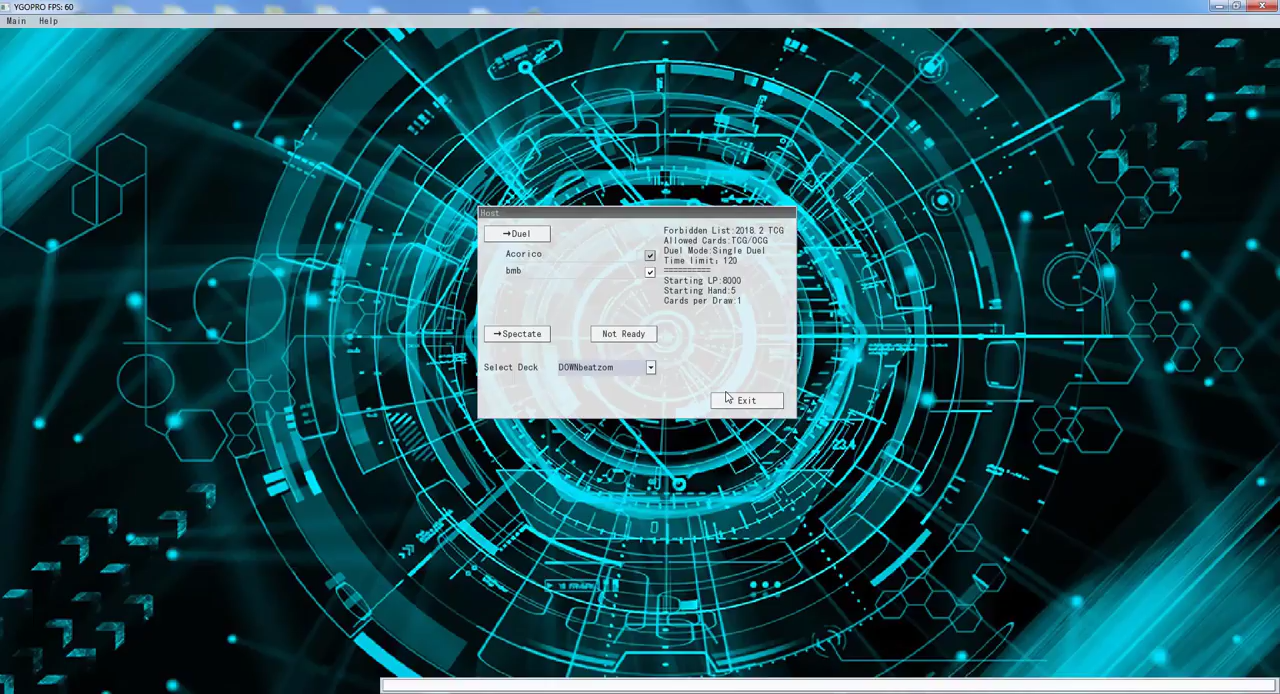 YGOPRO FPS: 60
Main Help
Host
→Duel
Acorico
bmb
Forbidden List:2018.2 TCG
Allowed Cards:TCG/OCG
Duel Mode:Single Duel
Time limit: 120
==========
Starting LP:8000
Starting Hand:5
Cards per Draw:1
→Spectate
Not Ready
Select Deck
DOWNbeatzom
Exit
23.4